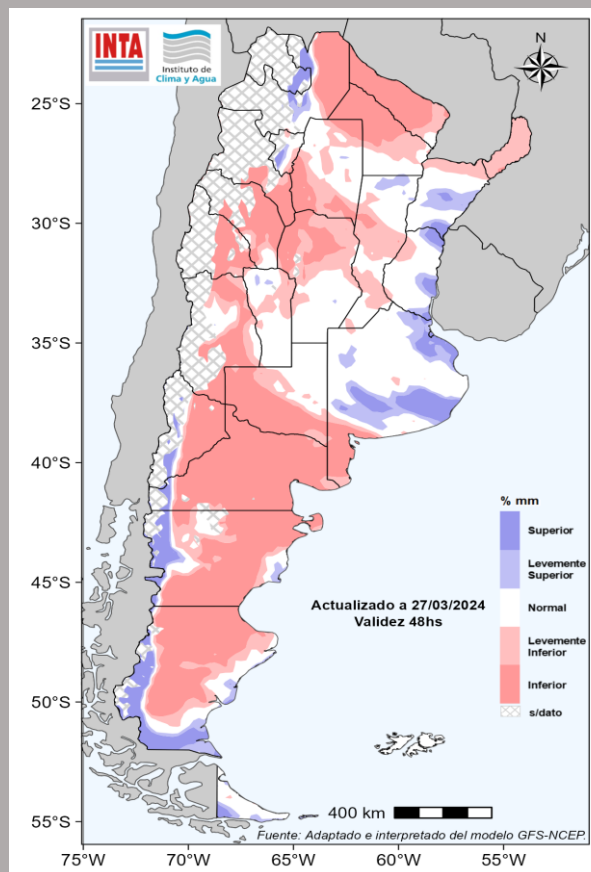 INTA
Instituto de
Clima y Agua
N
25°S
30°S
35°S
40°S
45°S
50°S
55°S
% mm
Superior
Levemente
Superior
Normal
Levemente
Inferior
Inferior
s/dato
Actualizado a 27/03/2024
Validez 48hs
400 km
Fuente: Adaptado e interpretado del modelo GFS-NCEP.
75°W
70°W
65°W
60°W
55°W